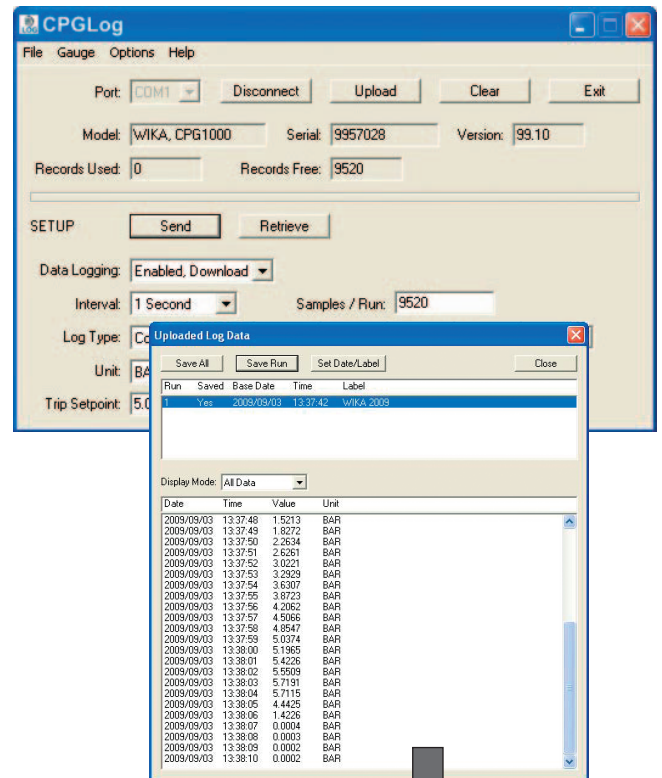 LOG CPGLog
File Gauge Options Help
Port: COM1 Disconnect Upload Clear Exit
Model: WIKA, CPG1000 Serial: 9957028 Version: 99.10
Records Used: 0 Records Free: 9520
SETUP Send Retrieve
Data Logging: Enabled, Download
Interval: 1 Second Samples / Run: 9520
Log Type: Co
Unit: BA
Trip Setpoint: 5.0
Uploaded Log Data
Save All Save Run Set Date/Label Close
Run Saved Base Date Time Label
1 Yes 2009/09/03 13:37:42 WIKA 2009
Display Mode: All Data
Date Time Value Unit
2009/09/03 13:37:48 1.5213 BAR
2009/09/03 13:37:49 1.8272 BAR
2009/09/03 13:37:50 2.2634 BAR
2009/09/03 13:37:51 2.6261 BAR
2009/09/03 13:37:52 3.0221 BAR
2009/09/03 13:37:53 3.2929 BAR
2009/09/03 13:37:54 3.6307 BAR
2009/09/03 13:37:55 3.8723 BAR
2009/09/03 13:37:56 4.2062 BAR
2009/09/03 13:37:57 4.5066 BAR
2009/09/03 13:37:58 4.8547 BAR
2009/09/03 13:37:59 5.0374 BAR
2009/09/03 13:38:00 5.1965 BAR
2009/09/03 13:38:01 5.4226 BAR
2009/09/03 13:38:02 5.5509 BAR
2009/09/03 13:38:03 5.7191 BAR
2009/09/03 13:38:04 5.7115 BAR
2009/09/03 13:38:05 4.4425 BAR
2009/09/03 13:38:06 1.4226 BAR
2009/09/03 13:38:07 0.0004 BAR
2009/09/03 13:38:08 0.0003 BAR
2009/09/03 13:38:09 0.0002 BAR
2009/09/03 13:38:10 0.0002 BAR